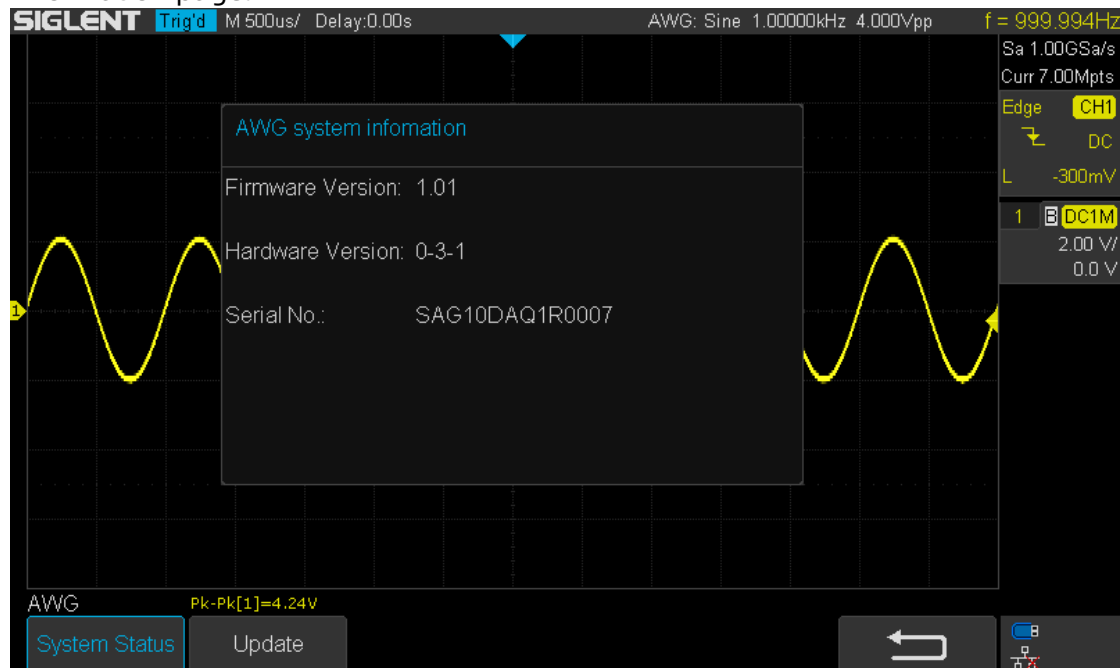 SIGLENT Trig'd M 500us/ Delay:0.00s AWG: Sine 1.00000kHz 4.000Vpp f = 999.994Hz
Sa 1.00GSa/s
Curr 7.00Mpts
Edge CH1
DC
L -300mV
1 B DC1M
2.00 V/
0.0 V
AWG system infomation
Firmware Version: 1.01
Hardware Version: 0-3-1
Serial No.: SAG10DAQ1R0007
1
AWG Pk-Pk[1]=4.24V
System Status Update